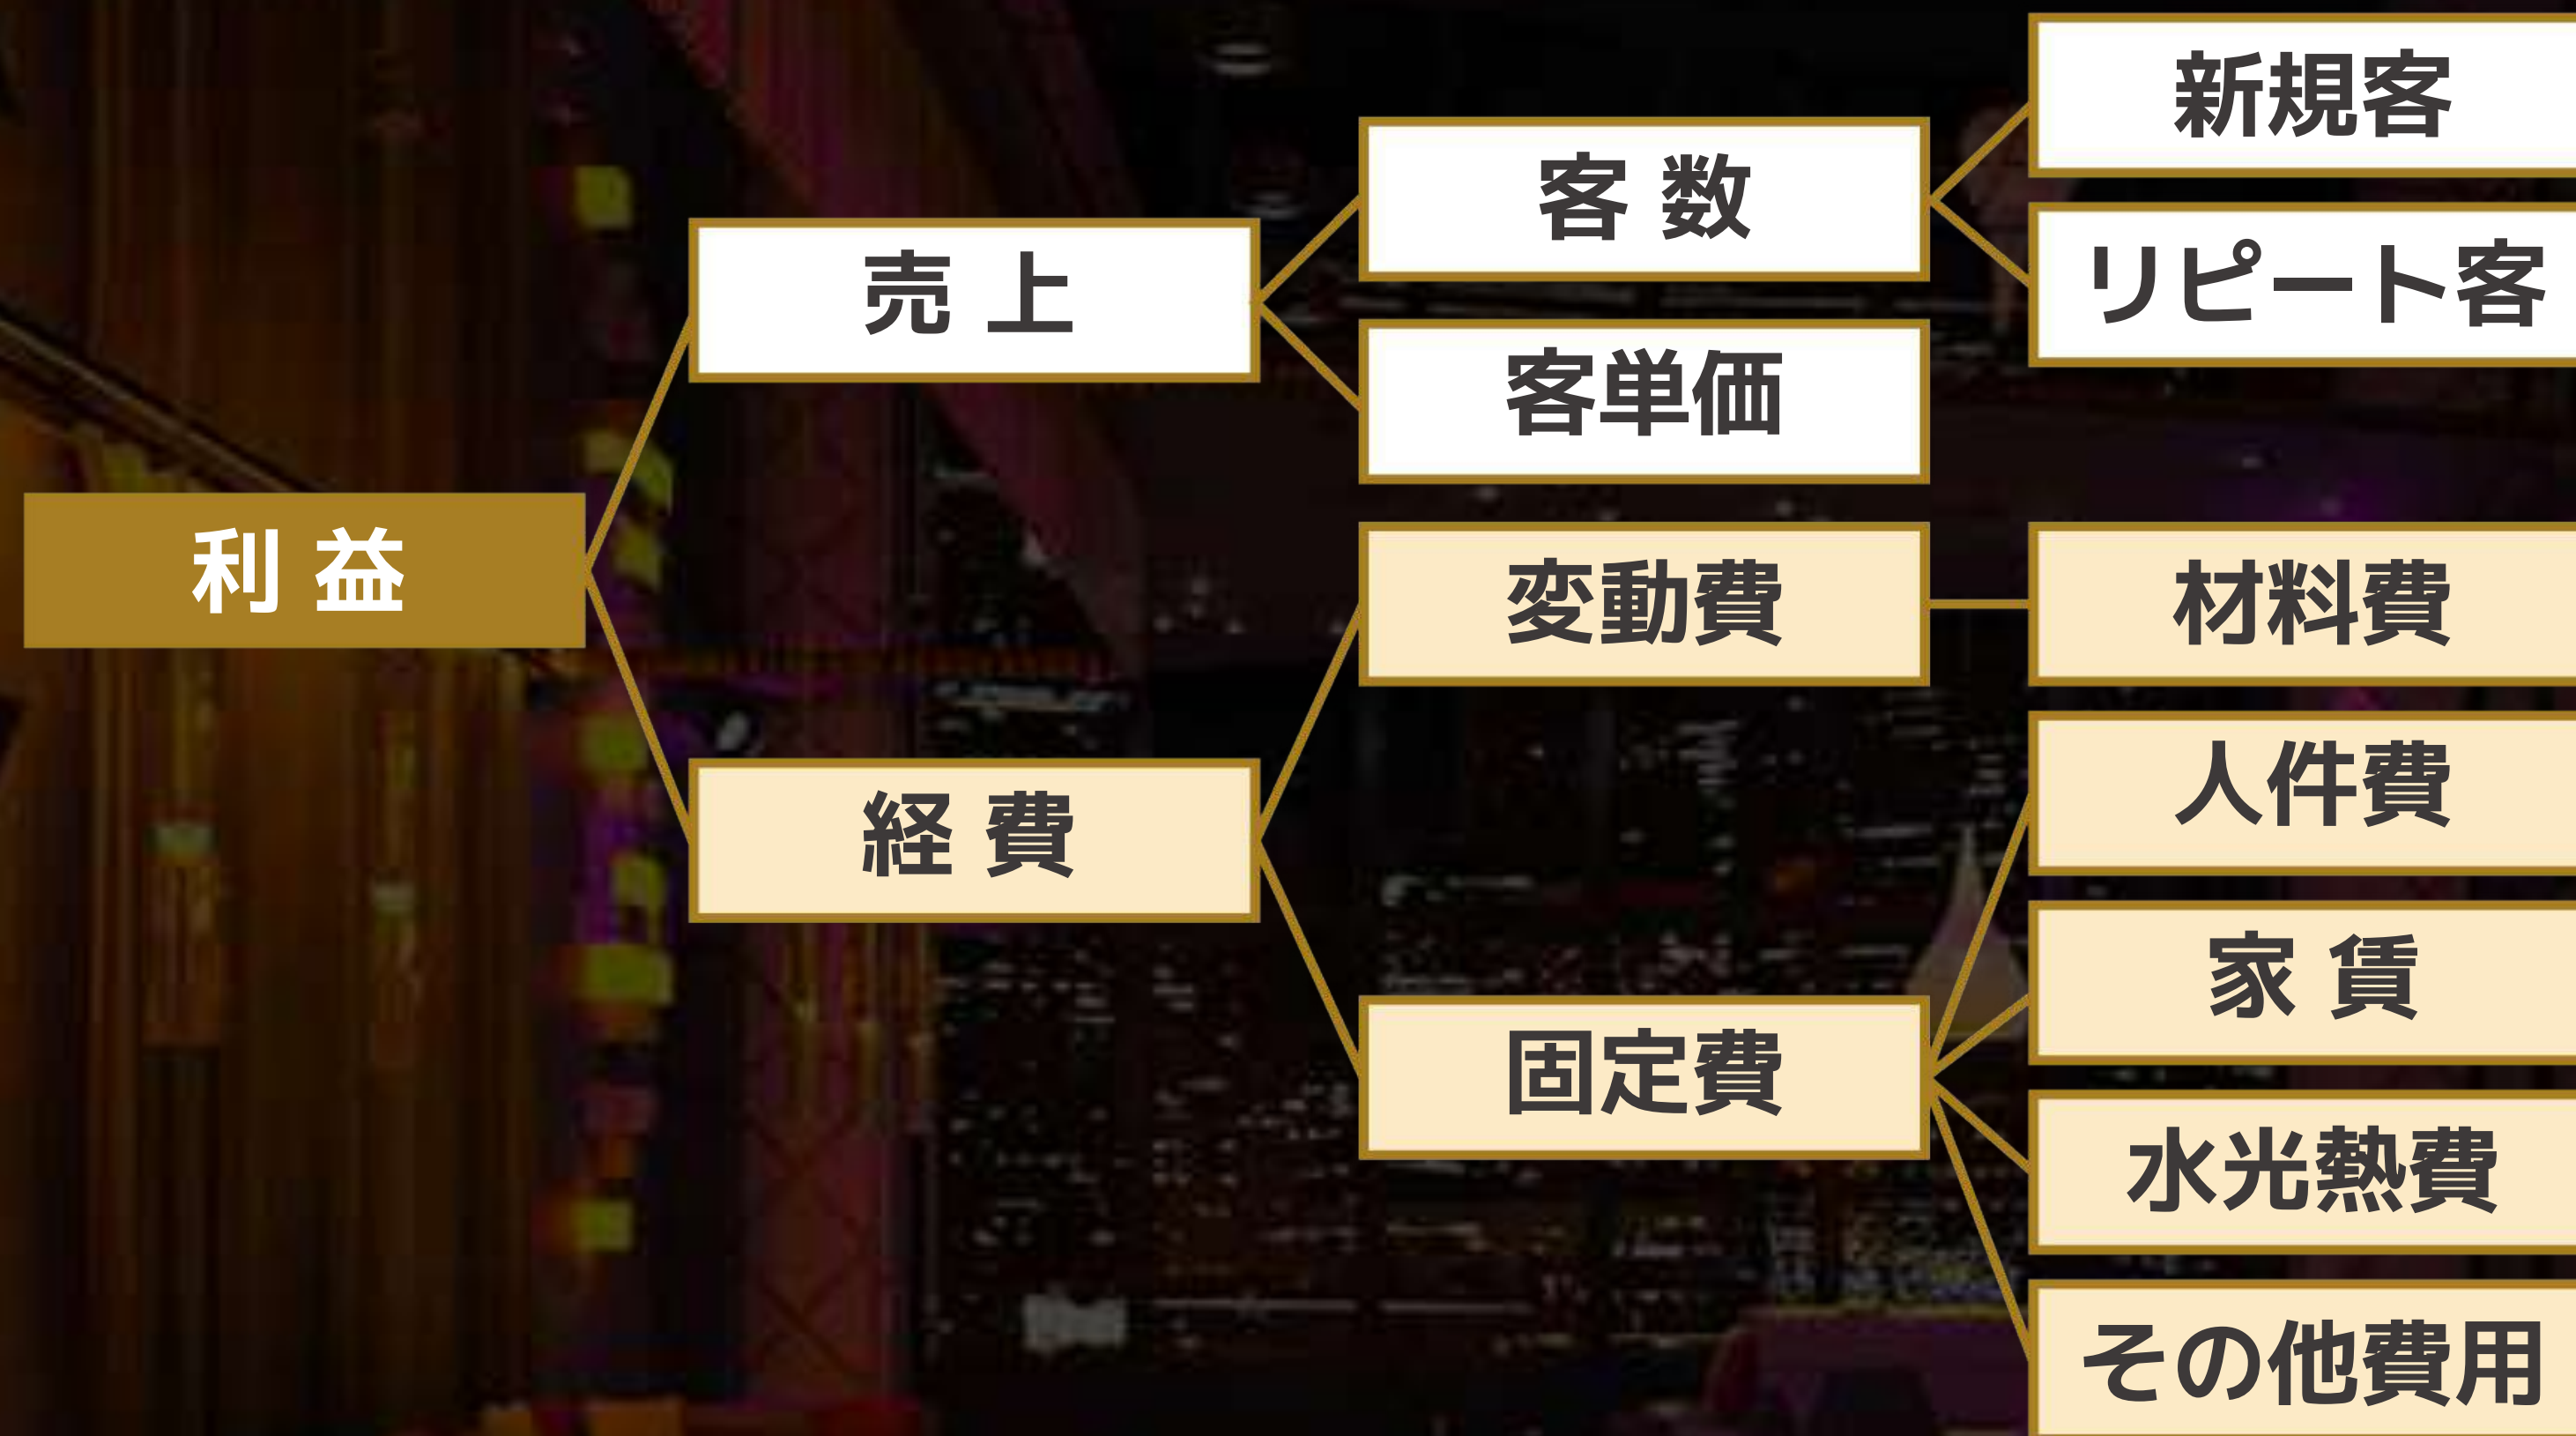 利 益
売 上
客 数
新規客
リピート客
客単価
経 費
変動費
材料費
固定費
人件費
家 賃
水光熱費
その他費用